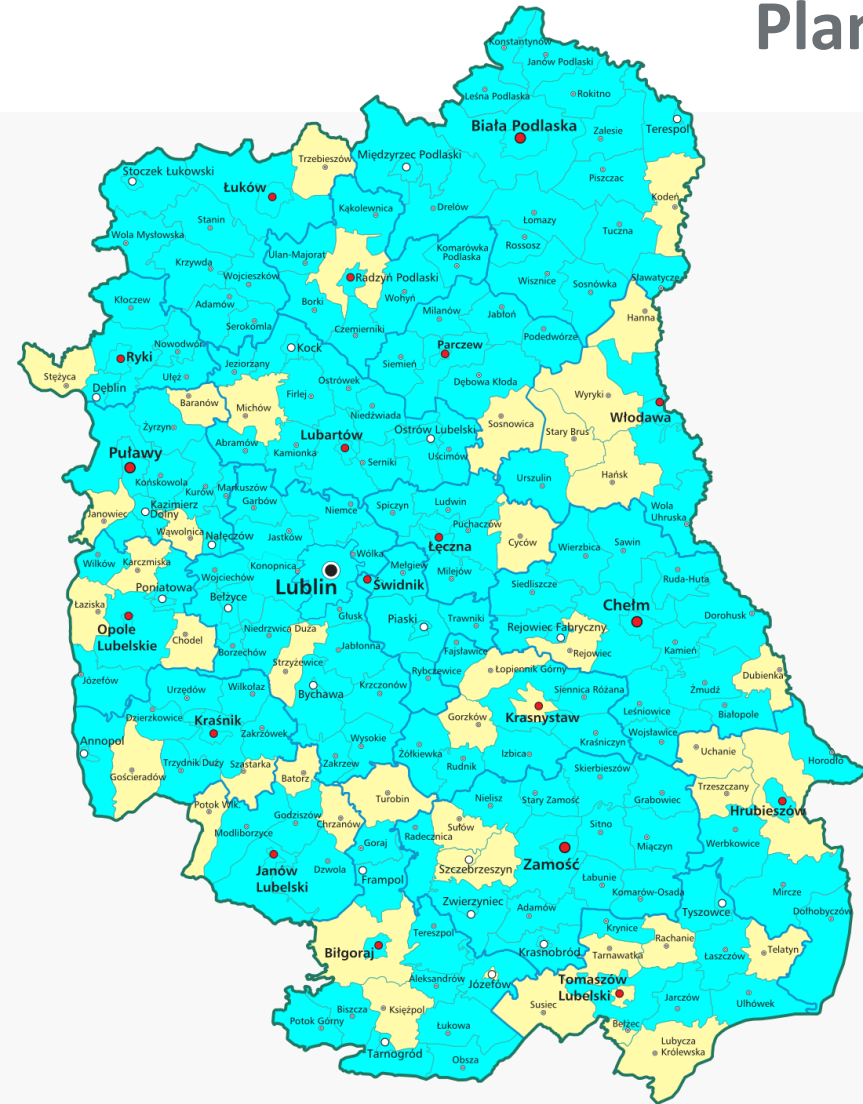 Plan
Konstantynów
Janów Podlaski
Leśna Podlaska
Rokitno
Biała Podlaska
Zalesie
Terespol
Trzebieszów
Międzyrzec Podlaski
Stoczek Łukowski
Piszczac
Łuków
Kodeń
Kąkolewnica
Drelów
Stanin
Łomazy
Tuczna
Wola Mysłowska
Rossosz
Komarówka
Podlaska
Ulan-Majorat
Krzywda
Wojcieszków
Radzyń Podlaski
Wisznice
Sosnówka
Sławatycze
Wohyń
Kłoczew
Adamów
Borki
Milanów
Jabłoń
Hanna
Serokomla
Czemierniki
Podedwórze
Nowodwór
Kock
Parczew
Ryki
Jeziorzany
Siemień
Stężyca
Ułęż
Ostrówek
Dębowa Kłoda
Dęblin
Firlej
Wyryki
Baranów
Michów
Niedźwiada
Włodawa
Żyrzyn
Ostrów Lubelski
Sosnowica
Stary Brus
Abramów
Lubartów
Kamionka
Uścimów
Puławy
Serniki
Hańsk
Końskowola
Urszulin
Kurów
Markuszów
Garbów
Ludwin
Wola
Uhruska
Janowiec
Kazimierz
Dolny
Niemce
Spiczyn
Puchaczów
Wąwolnica
Jastków
Cyców
Nałęczów
Łęczna
Sawin
Wierzbica
Wilków
Karczmiska
Wólka
Konopnica
Mełgiew
Milejów
Ruda-Huta
Wojciechów
Lublin
Świdnik
Siedliszcze
Poniatowa
Bełżyce
Chełm
Łaziska
Głusk
Piaski
Trawniki
Dorohusk
Opole
Lubelskie
Rejowiec Fabryczny
Niedrzwica Duża
Chodel
Jabłonna
Fajsławice
Rejowiec
Kamień
Borzechów
Strzyżewice
Łopiennik Górny
Józefów
Rybczewice
Dubienka
Wilkołaz
Bychawa
Krzczonów
Siennica Różana
Żmudź
Urzędów
Leśniowice
Dzierzkowice
Kraśnik
Gorzków
Krasnystaw
Białopole
Zakrzówek
Wysokie
Kraśniczyn
Wojsławice
Annopol
Żółkiewka
Izbica
Uchanie
Zakrzew
Rudnik
Horodło
Gościeradów
Trzydnik Duży
Szastarka
Batorz
Skierbieszów
Trzeszczany
Turobin
Nielisz
Stary Zamość
Grabowec
Potok Wlk.
Hrubieszów
Godziszów
Chrzanów
Sułów
Sitno
Modliborzyce
Radecznica
Werbkowice
Goraj
Miączyn
Janów
Lubelski
Dzwola
Szczebrzeszyn
Zamość
Frampol
Łabunie
Mircze
Komarów-Osada
Zwierzyniec
Tyszowce
Adamów
Dołhobyczów
Tereszpol
Krynice
Biłgoraj
Krasnobród
Rachanie
Tarnawatka
Łaszczów
Telatyn
Aleksandrów
Józefów
Tomaszów
Lubelski
Jarczów
Ulhówek
Księżpol
Susiec
Biszcza
Potok Górny
Łukowa
Bełżec
Lubycza
Królewska
Tarnogród
Obsza